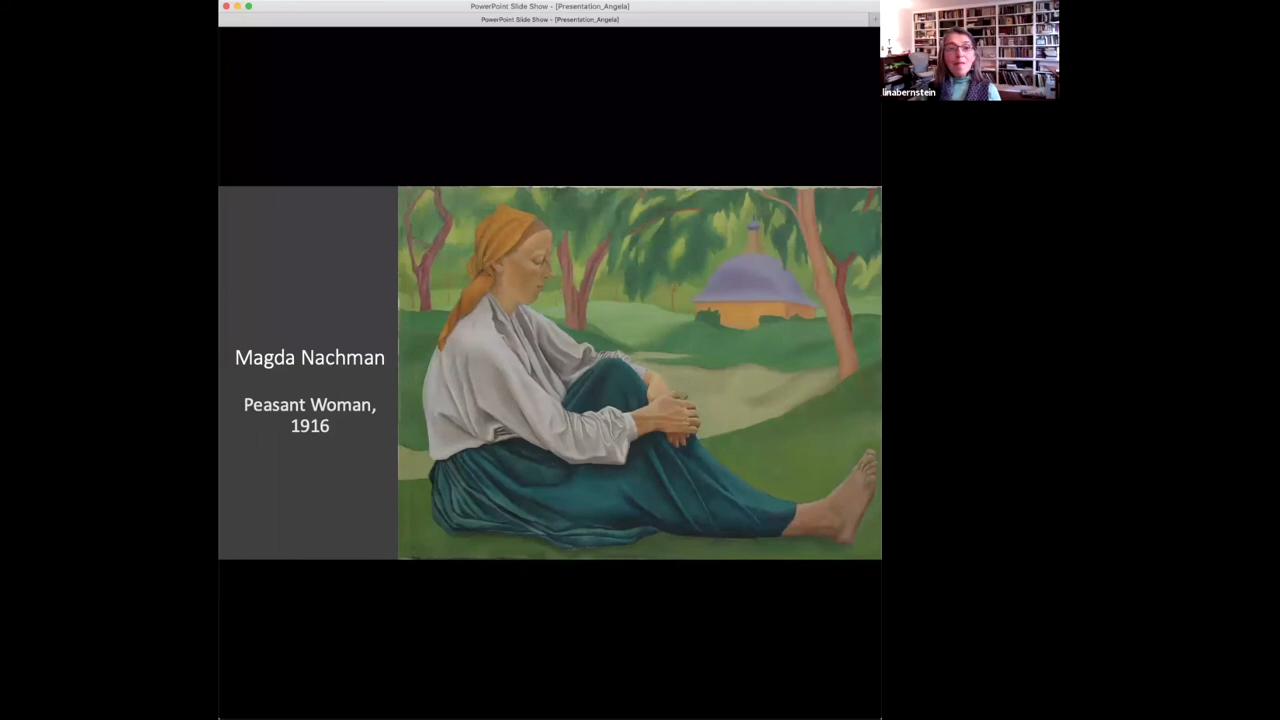 PowerPoint Slide Show - [Presentation_Angela]
PowerPoint Slide Show - [Presentation_Angela]
linabernstein
Magda Nachman
Peasant Woman,
1916